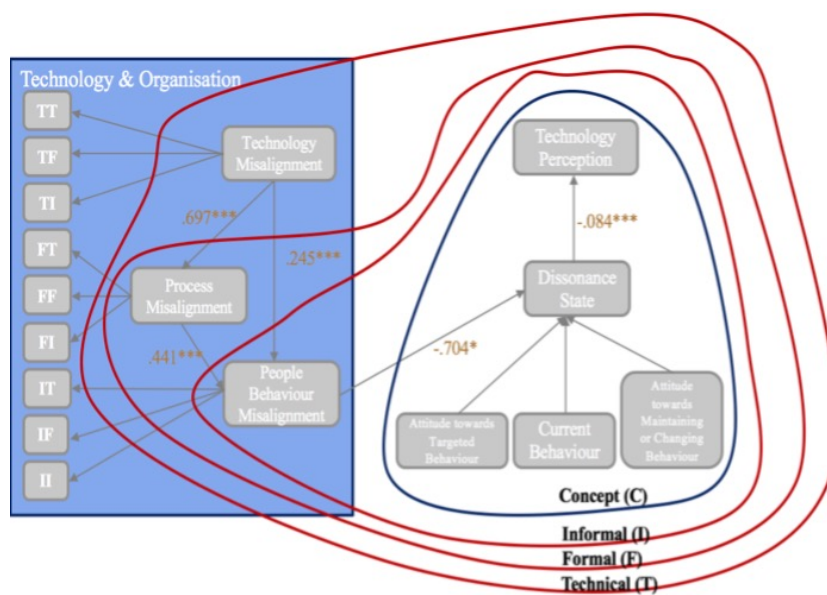 Technology & Organisation
TT
TF
TI
FT
FF
FI
IT
IF
II
Technology
Misalignment
.697***
.245***
Process
Misalignment
.441***
People
Behaviour
Misalignment
-.704*
Technology
Perception
-.084***
Dissonance
State
Attitude towards
Targeted
Behaviour
Current
Behaviour
Attitude
towards
Maintaining
or Changing
Behaviour
Concept (C)
Informal (I)
Formal (F)
Technical (T)